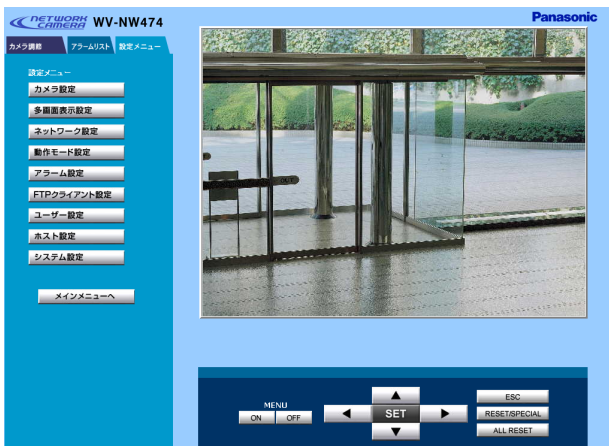 NETWORK CAMERA WV-NW474
Panasonic
カメラ調節 アラームリスト 設定メニュー
設定メニュー
カメラ設定
多画面表示設定
ネットワーク設定
動作モード設定
アラーム設定
FTPクライアント設定
ユーザー設定
ホスト設定
システム設定
メインメニューへ
OUT
MENU
ON OFF
SET
ESC
RESET/SPECIAL
ALL RESET